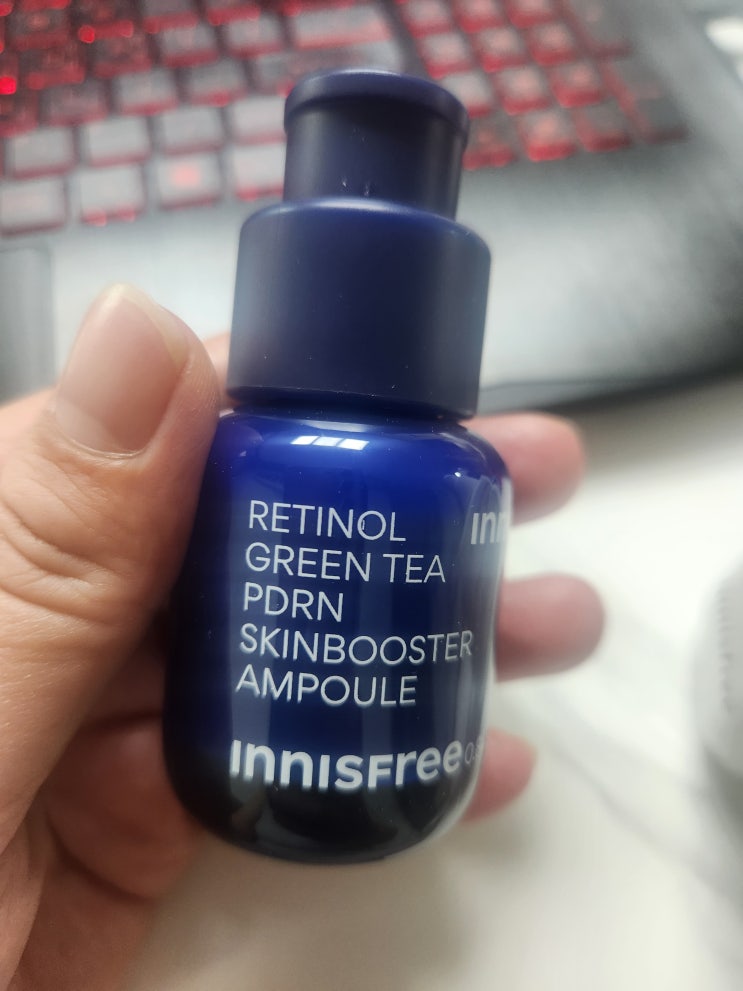 RETINOL
GREEN TEA
PDRN
SKINBOOSTER
AMPOULE
INNISFree